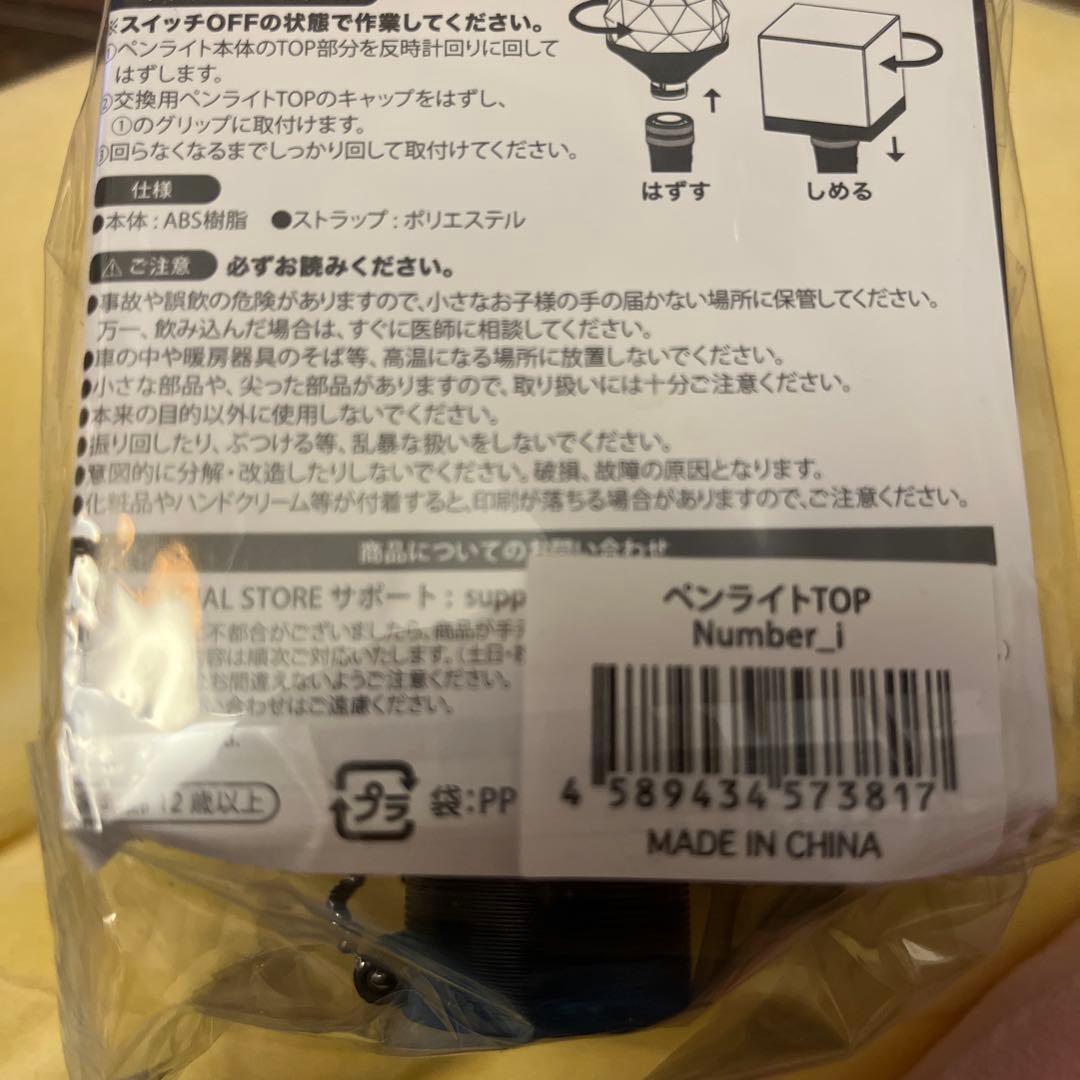 ※スイッチOFFの状態で作業してください。
①ペンライト本体のTOP部分を反時計回りに回して
はずします。
②交換用ペンライトTOPのキャップをはずし、
①のグリップに取付けます。
③回らなくなるまでしっかり回して取付けてください。
はずす
しめる
仕様
●本体：ABS樹脂 ●ストラップ：ポリエステル
⚠ご注意 必ずお読みください。
●事故や誤飲の危険がありますので、小さなお子様の手の届かない場所に保管してください。
万一、飲み込んだ場合は、すぐに医師に相談してください。
●車の中や暖房器具のそば等、高温になる場所に放置しないでください。
●小さな部品や、尖った部品がありますので、取り扱いには十分ご注意ください。
●本来の目的以外に使用しないでください。
●振り回したり、ぶつける等、乱暴な扱いをしないでください。
●意図的に分解・改造したりしないでください。破損、故障の原因となります。
●化粧品やハンドクリーム等が付着すると、印刷が落ちる場合がありますので、ご注意ください。
商品についてのお問い合わせ
AL STORE サポート：supp
不都合がございましたら、商品が手元
容は順次ご対応いたします。（土日・
お間違えないようご注意ください。
い合わせはご遠慮ください。
12歳以上
プラ
袋：PP
ペンライトTOP
Number_i
4 589434 573817
MADE IN CHINA